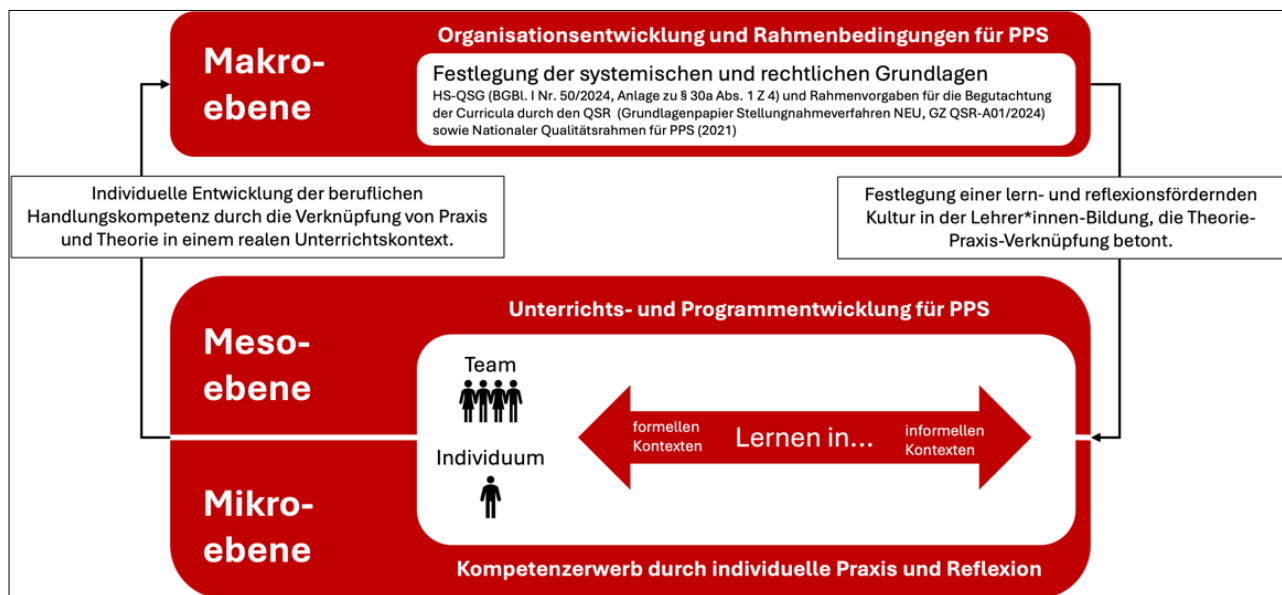 Makro-
ebene
Organisationsentwicklung und Rahmenbedingungen für PPS
Festlegung der systemischen und rechtlichen Grundlagen
HS-QSG (BGBl. I Nr. 50/2024, Anlage zu § 30a Abs. 1 Z 4) und Rahmenvorgaben für die Begutachtung
der Curricula durch den QSR (Grundlagenpapier Stellungnahmeverfahren NEU, GZ QSR-A01/2024)
sowie Nationaler Qualitätsrahmen für PPS (2021)
Individuelle Entwicklung der beruflichen
Handlungskompetenz durch die Verknüpfung von Praxis
und Theorie in einem realen Unterrichtskontext.
Festlegung einer lern- und reflexionsfördernden
Kultur in der Lehrer*innen-Bildung, die Theorie-
Praxis-Verknüpfung betont.
Meso-
ebene
Unterrichts- und Programmentwicklung für PPS
Team
Individuum
formellen
Kontexten
Lernen in...
informellen
Kontexten
Mikro-
ebene
Kompetenzerwerb durch individuelle Praxis und Reflexion